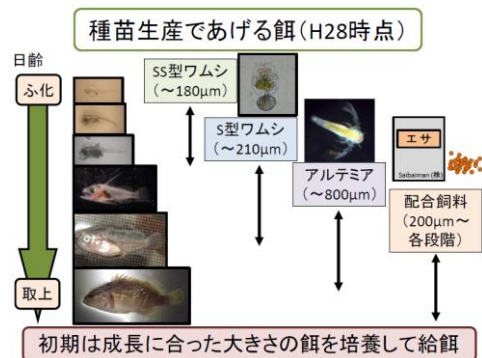 種苗生産であげる餌(H28時点)
日齢
ふ化
SS型ワムシ
(～180μm)
S型ワムシ
(～210μm)
アルテミア
(～800μm)
エサ
Saibaiman (株)
配合飼料
(200μm～
各段階)
取上
初期は成長に合った大きさの餌を培養して給餌